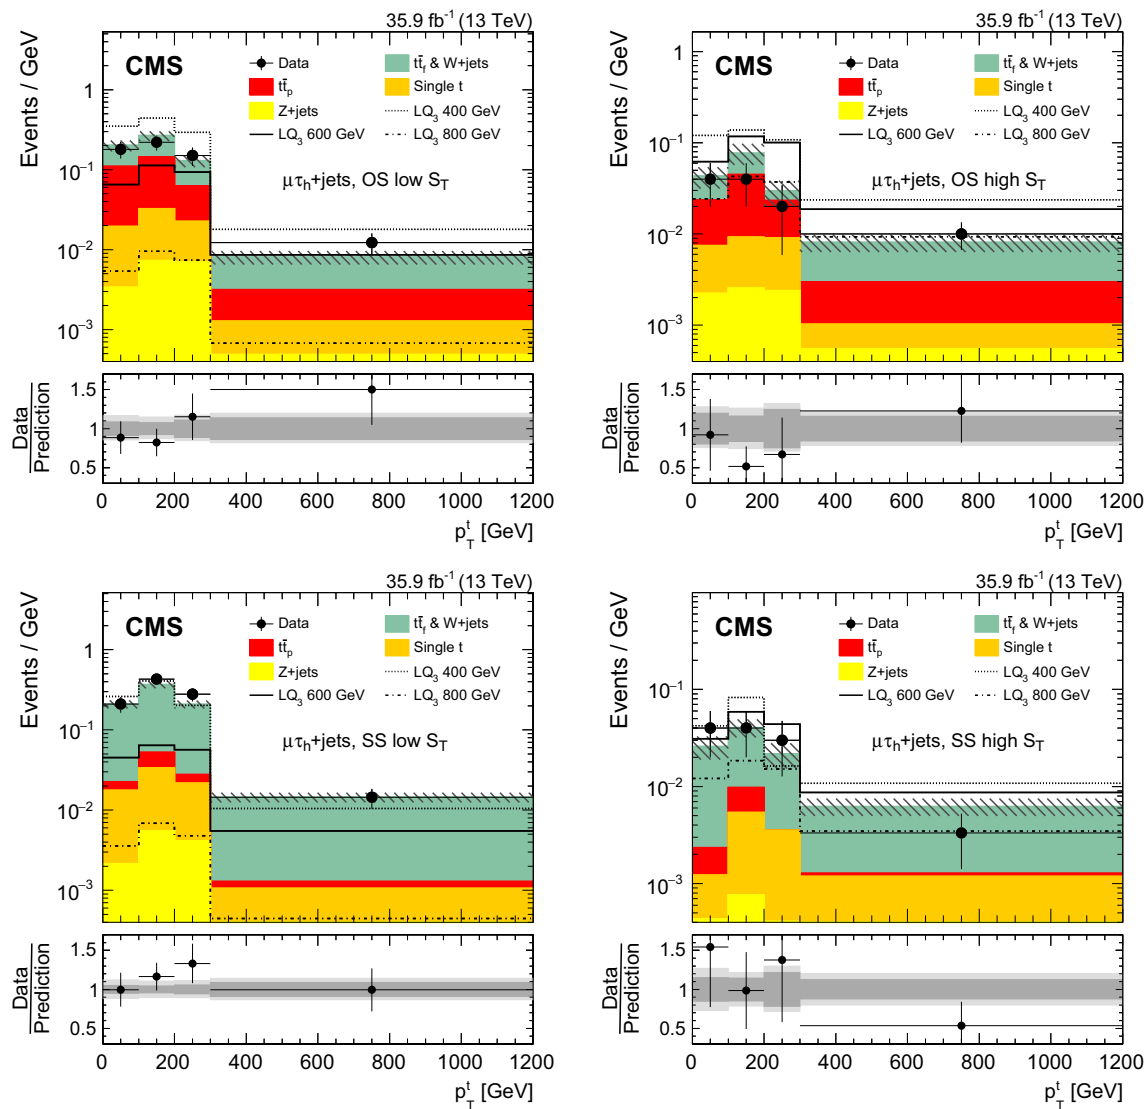 35.9 fb⁻¹ (13 TeV)
Events / GeV
CMS
Data
tt̄f & W+jets
tt̄p
Single t
Z+jets
LQ₃ 400 GeV
LQ₃ 600 GeV
LQ₃ 800 GeV
μτh+jets, OS low ST
1
10⁻¹
10⁻²
10⁻³
Data
Prediction
1.5
1
0.5
0 200 400 600 800 1000 1200
pTt [GeV]
35.9 fb⁻¹ (13 TeV)
Events / GeV
CMS
Data
tt̄f & W+jets
tt̄p
Single t
Z+jets
LQ₃ 400 GeV
LQ₃ 600 GeV
LQ₃ 800 GeV
μτh+jets, OS high ST
1
10⁻¹
10⁻²
10⁻³
Data
Prediction
1.5
1
0.5
0 200 400 600 800 1000 1200
pTt [GeV]
35.9 fb⁻¹ (13 TeV)
Events / GeV
CMS
Data
tt̄f & W+jets
tt̄p
Single t
Z+jets
LQ₃ 400 GeV
LQ₃ 600 GeV
LQ₃ 800 GeV
μτh+jets, SS low ST
1
10⁻¹
10⁻²
10⁻³
Data
Prediction
1.5
1
0.5
0 200 400 600 800 1000 1200
pTt [GeV]
35.9 fb⁻¹ (13 TeV)
Events / GeV
CMS
Data
tt̄f & W+jets
tt̄p
Single t
Z+jets
LQ₃ 400 GeV
LQ₃ 600 GeV
LQ₃ 800 GeV
μτh+jets, SS high ST
10⁻¹
10⁻²
10⁻³
Data
Prediction
1.5
1
0.5
0 200 400 600 800 1000 1200
pTt [GeV]